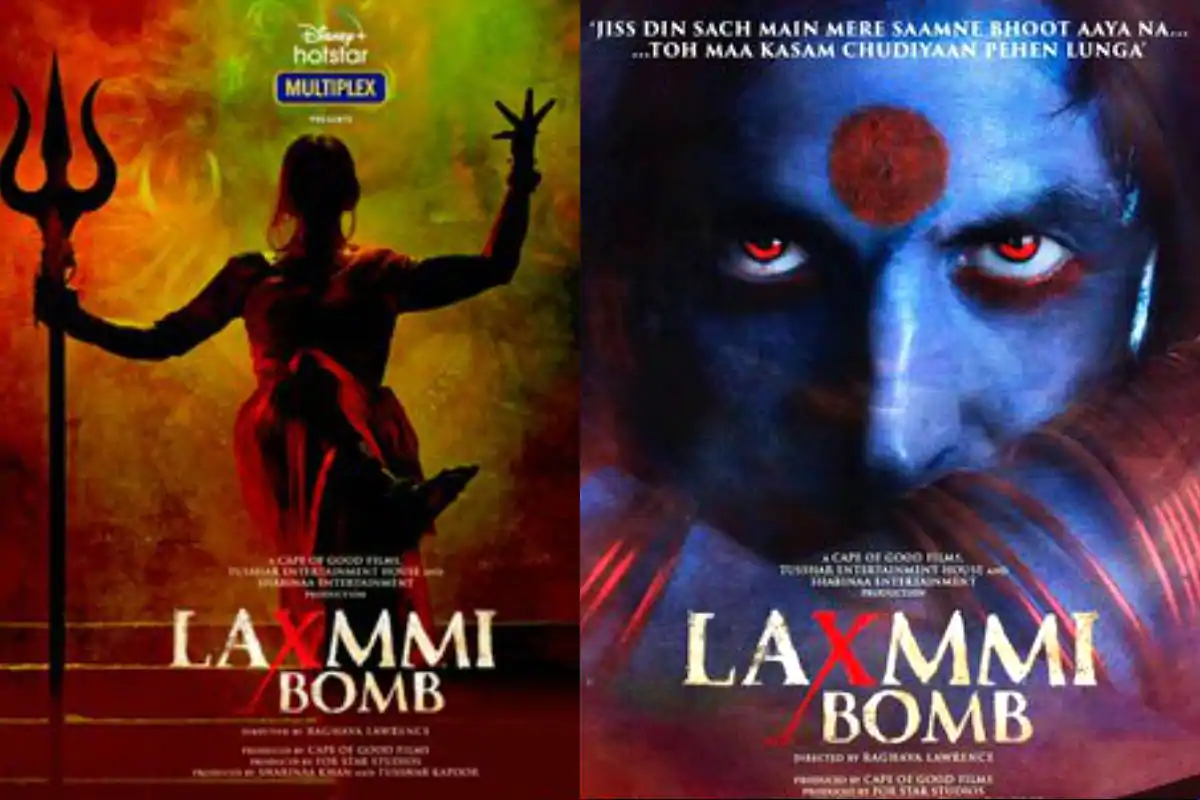 Disney+
hotstar
MULTIPLEX
PRESENTS
A CAPE OF GOOD FILMS,
TUSSHAR ENTERTAINMENT HOUSE AND
SHABINAA ENTERTAINMENT
PRODUCTION
LAXMMI
BOMB
DIRECTED BY RAGHAVA LAWRENCE
PRODUCED BY CAPE OF GOOD FILMS
PRODUCED BY FOX STAR STUDIOS
PRODUCED BY SHABINAA KHAN AND TUSSHAR KAPOOR
'JISS DIN SACH MAIN MERE SAAMNE BHOOT AAYA NA...
...TOH MAA KASAM CHUDIYAAN PEHEN LUNGA'
A CAPE OF GOOD FILMS,
TUSSHAR ENTERTAINMENT HOUSE AND
SHABINAA ENTERTAINMENT
PRODUCTION
LAXMMI
BOMB
DIRECTED BY RAGHAVA LAWRENCE
PRODUCED BY CAPE OF GOOD FILMS
PRODUCED BY FOX STAR STUDIOS